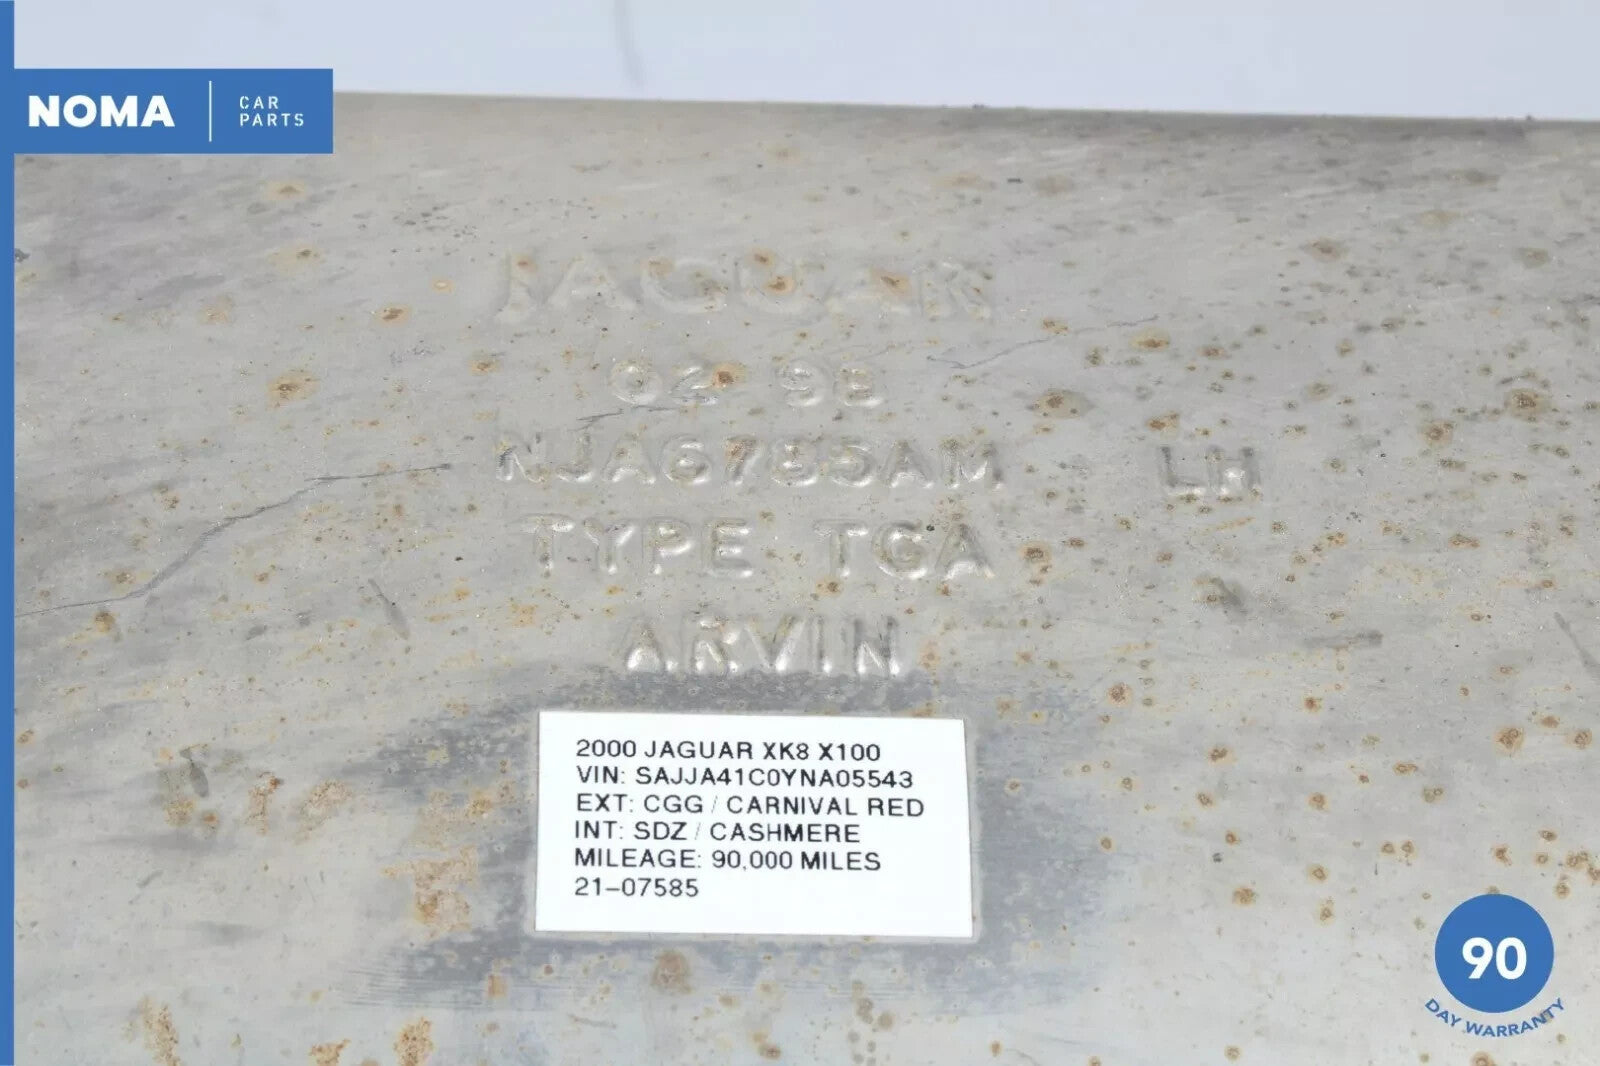 NOMA
CAR
PARTS
JAGUAR
02 98
NJA6785AM LH
TYPE TGA
ARVIN
2000 JAGUAR XK8 X100
VIN: SAJJA41C0YNA05543
EXT: CGG / CARNIVAL RED
INT: SDZ / CASHMERE
MILEAGE: 90,000 MILES
21-07585
90
DAY WARRANTY